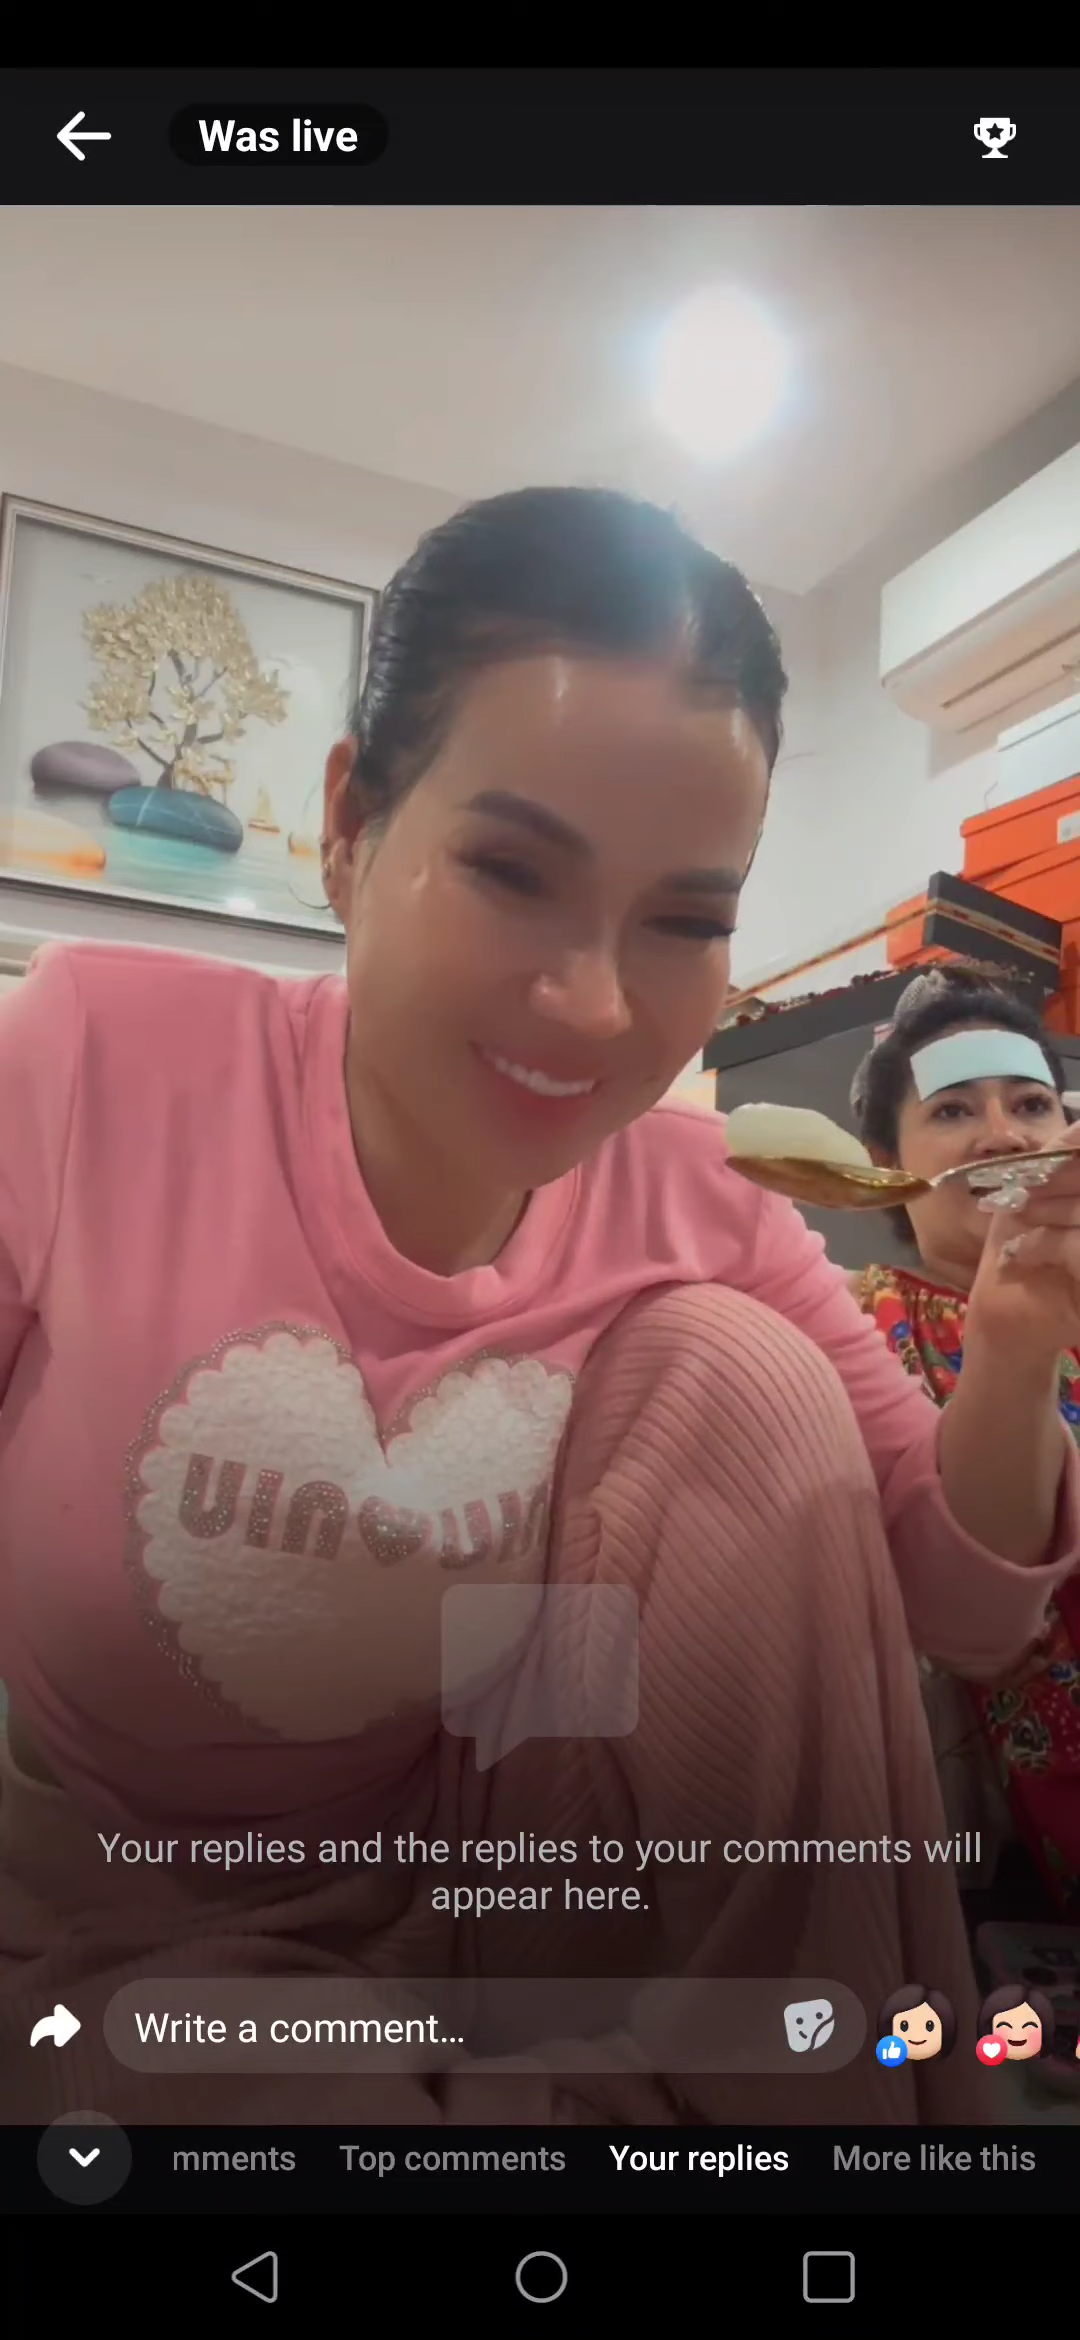 Was live
Your replies and the replies to your comments will
appear here.
Write a comment...
mments
Top comments
Your replies
More like this